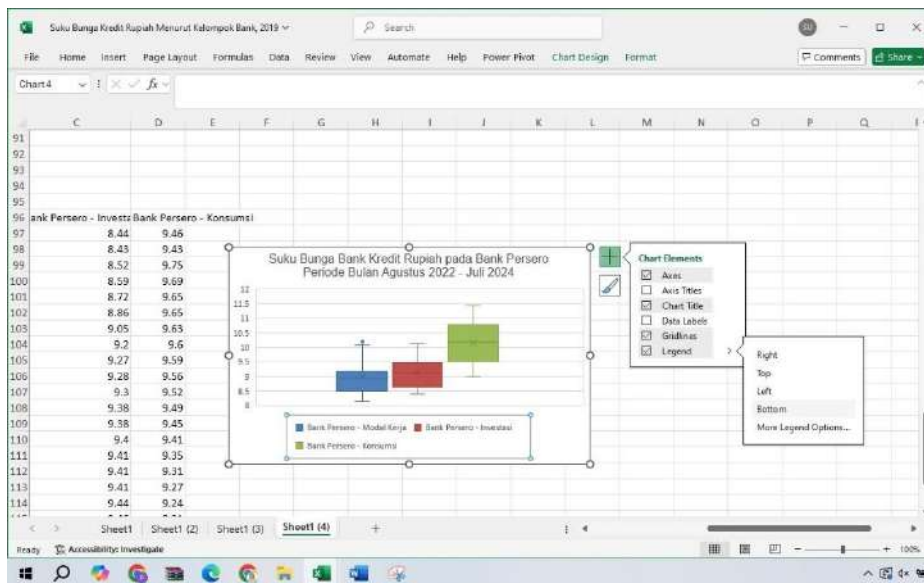 Suku Bunga Kredit Rupiah Menurut Kelompok Bank, 2019
Search
SU
File Home Insert Page Layout Formulas Data Review View Automate Help Power Pivot Chart Design Format
Comments Share
Chart4 fx
C D E F G H I J K L M N O P Q
91
92
93
94
95
96 ank Persero - Investa Bank Persero - Konsumsi
97 8.44 9.46
98 8.43 9.43
99 8.52 9.75
100 8.59 9.69
101 8.72 9.65
102 8.86 9.65
103 9.05 9.63
104 9.2 9.6
105 9.27 9.59
106 9.28 9.56
107 9.3 9.52
108 9.38 9.49
109 9.38 9.45
110 9.4 9.41
111 9.41 9.35
112 9.41 9.31
113 9.41 9.27
114 9.44 9.24
Suku Bunga Bank Kredit Rupiah pada Bank Persero
Periode Bulan Agustus 2022 - Juli 2024
12
11.5
11
10.5
10
9.5
9
8.5
8
Bank Persero - Modal Kerja Bank Persero - Investasi
Bank Persero - Konsumsi
Chart Elements
Axes
Axis Titles
Chart Title
Data Labels
Gridlines
Legend
Right
Top
Left
Bottom
More Legend Options...
Sheet1 Sheet1 (2) Sheet1 (3) Sheet1 (4)
Ready Accessibility: Investigate
100%